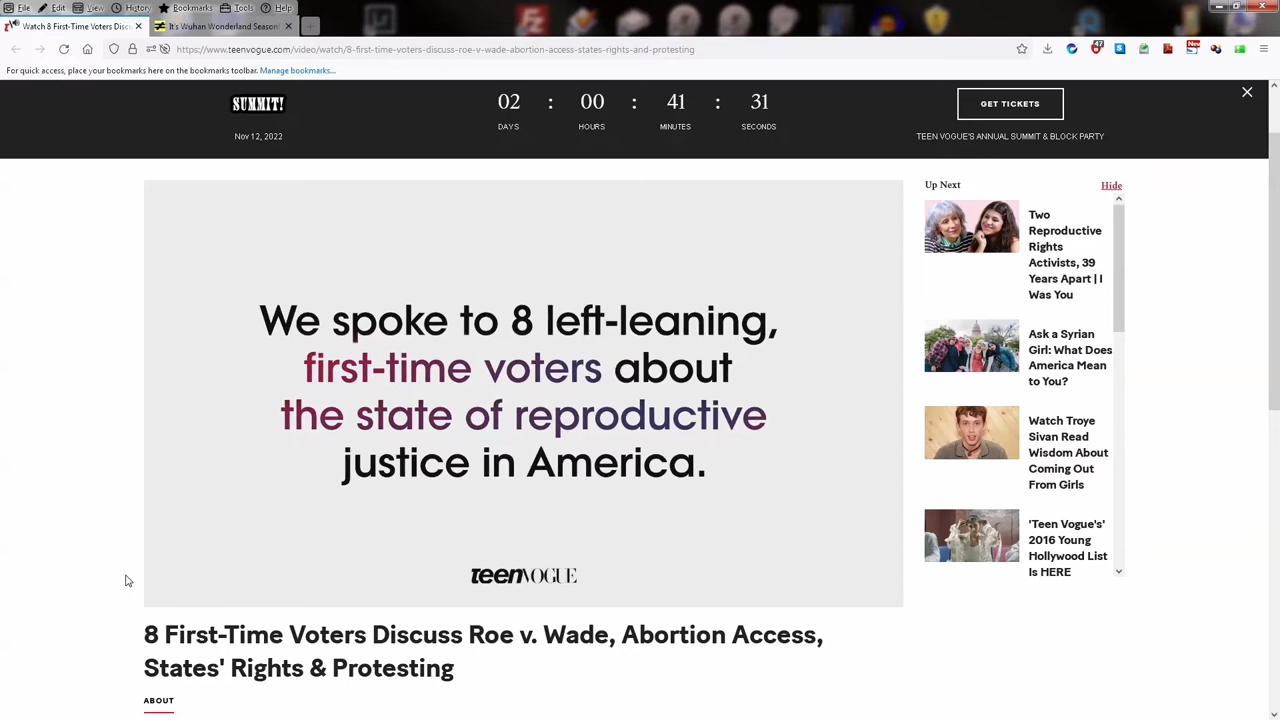 File Edit View History Bookmarks Tools Help
Watch 8 First-Time Voters Disc
It's Wuhan Wonderland Season!
https://www.teenvogue.com/video/watch/8-first-time-voters-discuss-roe-v-wade-abortion-access-states-rights-and-protesting
47
New
For quick access, place your bookmarks here on the bookmarks toolbar. Manage bookmarks...
SUMMIT!
Nov 12, 2022
02 : 00 : 41 : 31
DAYS HOURS MINUTES SECONDS
GET TICKETS
TEEN VOGUE'S ANNUAL SUMMIT & BLOCK PARTY
We spoke to 8 left-leaning,
first-time voters about
the state of reproductive
justice in America.
teenVOGUE
Up Next
Hide
Two
Reproductive
Rights
Activists, 39
Years Apart | I
Was You
Ask a Syrian
Girl: What Does
America Mean
to You?
Watch Troye
Sivan Read
Wisdom About
Coming Out
From Girls
'Teen Vogue's'
2016 Young
Hollywood List
Is HERE
8 First-Time Voters Discuss Roe v. Wade, Abortion Access,
States' Rights & Protesting
ABOUT